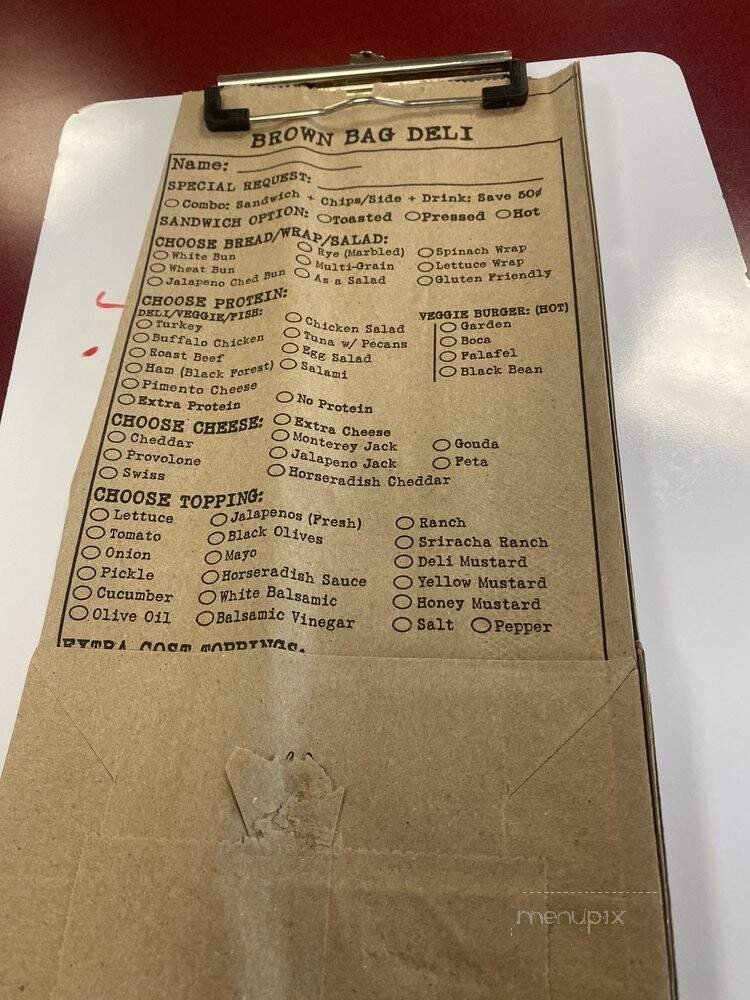 BROWN BAG DELI
Name:
SPECIAL REQUEST:
Combo: Sandwich + Chips/Side + Drink: Save 50¢
SANDWICH OPTION: Toasted Pressed Hot
CHOOSE BREAD/WRAP/SALAD:
White Bun Rye (Marbled) Spinach Wrap
Wheat Bun Multi-Grain Lettuce Wrap
Jalapeno Ched Bun As a Salad Gluten Friendly
CHOOSE PROTEIN:
DELI/VEGGIE/FISH: VEGGIE BURGER: (HOT)
Turkey Chicken Salad Garden
Buffalo Chicken Tuna w/ Pecans Boca
Roast Beef Egg Salad Falafel
Ham (Black Forest) Salami Black Bean
Pimento Cheese
Extra Protein No Protein
CHOOSE CHEESE: Extra Cheese
Cheddar Monterey Jack Gouda
Provolone Jalapeno Jack Feta
Swiss Horseradish Cheddar
CHOOSE TOPPING:
Lettuce Jalapenos (Fresh) Ranch
Tomato Black Olives Sriracha Ranch
Onion Mayo Deli Mustard
Pickle Horseradish Sauce Yellow Mustard
Cucumber White Balsamic Honey Mustard
Olive Oil Balsamic Vinegar Salt Pepper
EXTRA COST TOPPINGS:
menupix